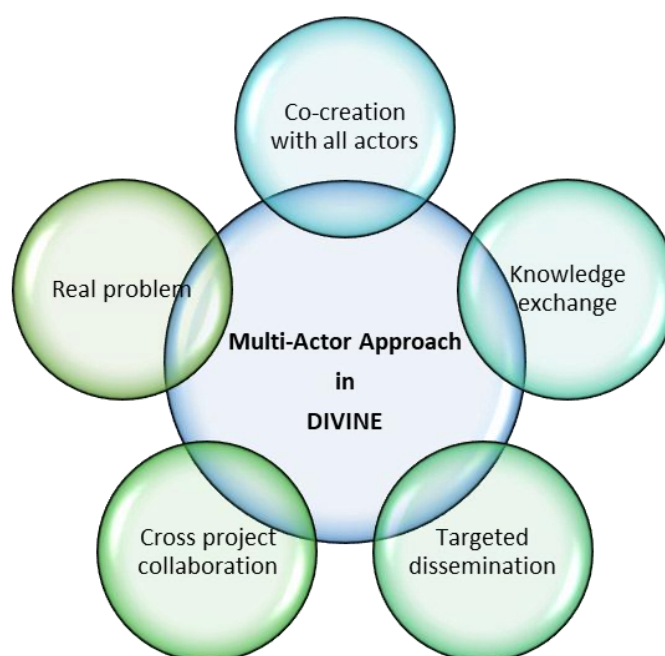 Co-creation
with all actors
Knowledge
exchange
Real problem
Multi-Actor Approach
in
DIVINE
Targeted
dissemination
Cross project
collaboration